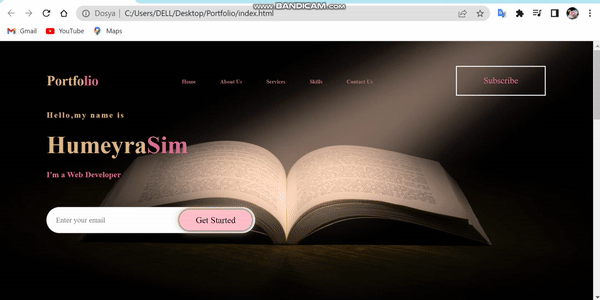 www.BANDICAM.com
Dosya | C:/Users/DELL/Desktop/Portfolio/index.html
Gmail YouTube Maps
Portfolio Home About Us Services Skills Contact Us Subscribe
Hello,my name is
HumeyraSim
I'm a Web Developer
Enter your email Get Started